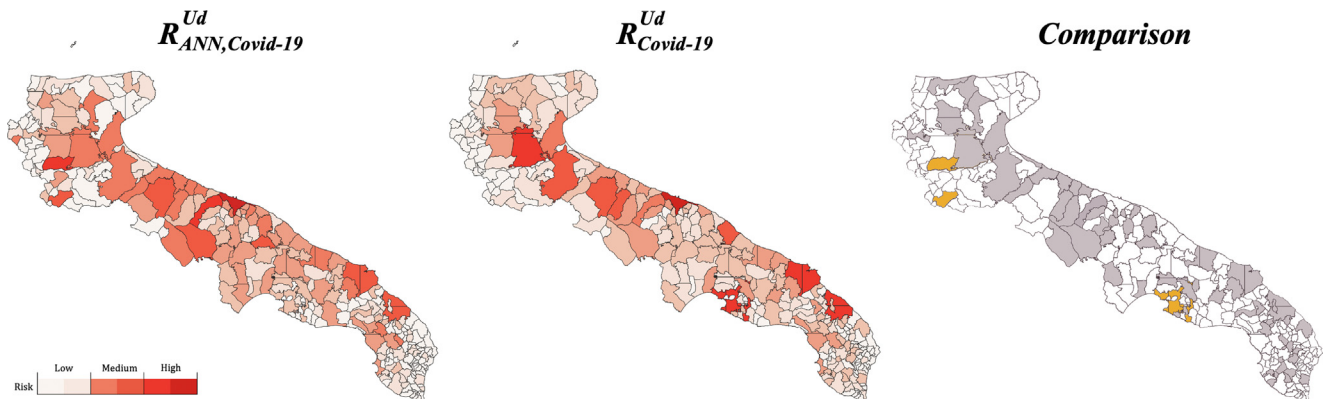 R^{Ud}_{ANN,Covid-19}
R^{Ud}_{Covid-19}
Comparison
Low Medium High
Risk